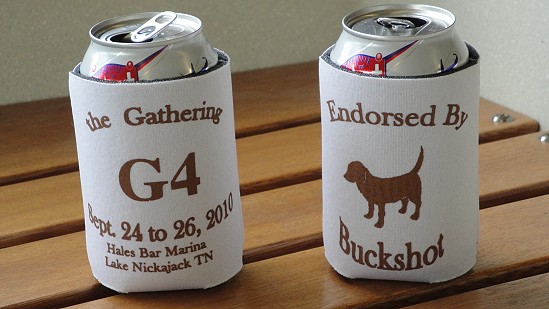 the Gathering
G4
Sept. 24 to 26, 2010
Hales Bar Marina
Lake Nickajack TN
Endorsed By
Buckshot